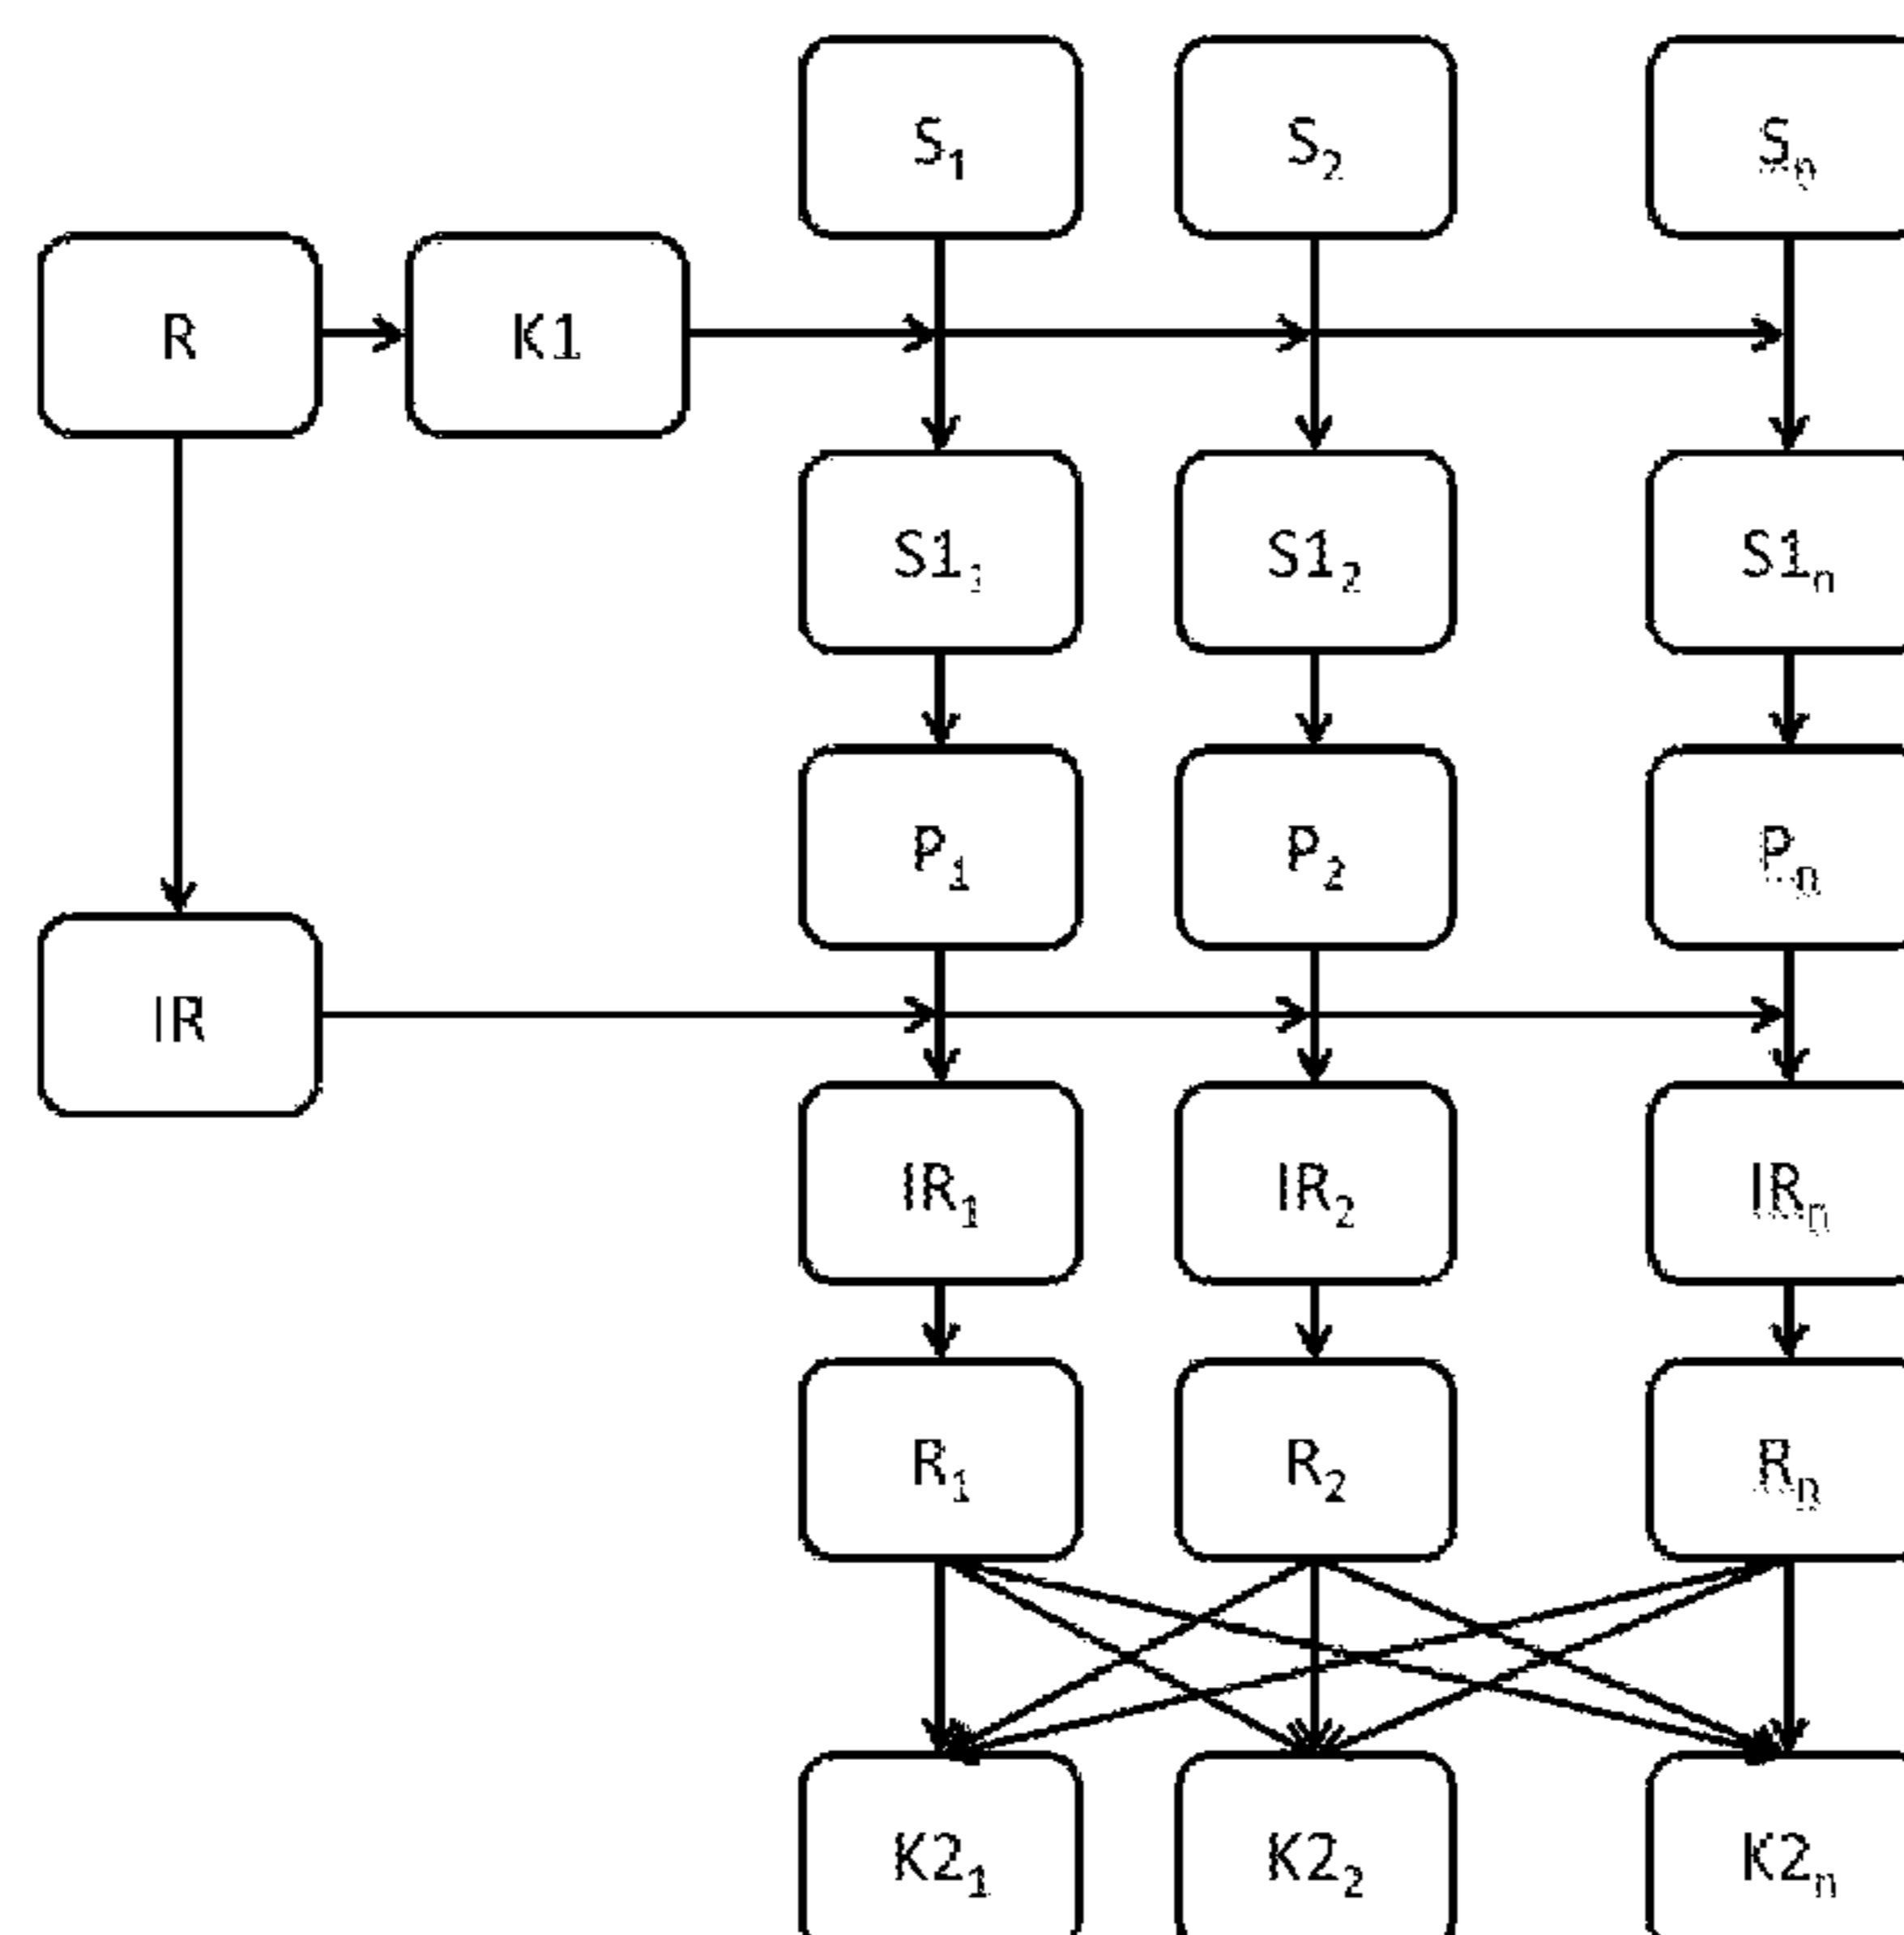 S₁ S₂ Sₙ
R K1
S1₁ S1₂ S1ₙ
P₁ P₂ Pₙ
IR
IR₁ IR₂ IRₙ
R₁ R₂ Rₙ
K2₁ K2₂ K2ₙ